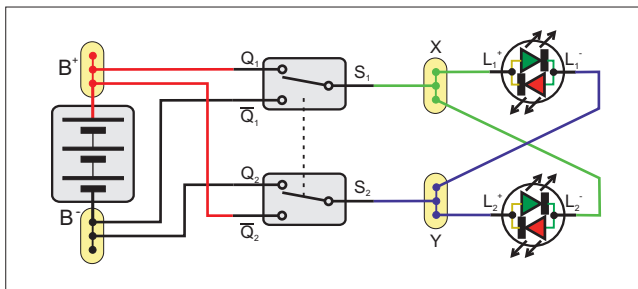 B⁺
Q₁
S₁
X
L₁⁺
L₁⁻
Q̅₁
Q₂
S₂
B⁻
L₂⁺
L₂⁻
Q̅₂
Y